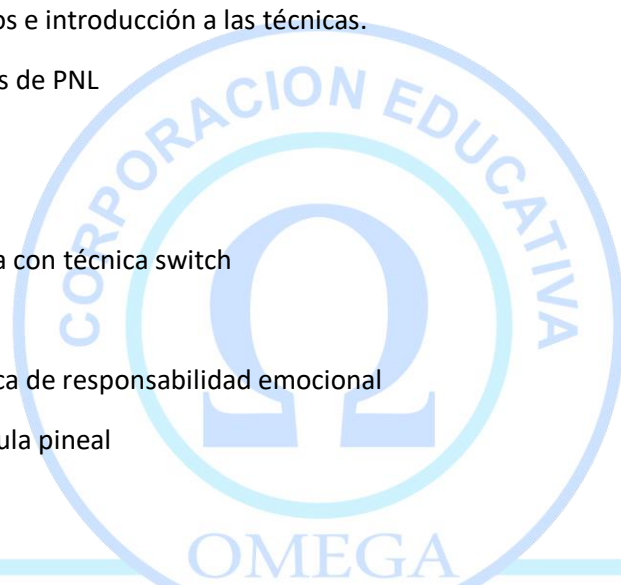 os e introducción a las técnicas.
s de PNL
CORPORACION EDUCATIVA
a con técnica switch
Ω
ca de responsabilidad emocional
ula pineal
OMEGA